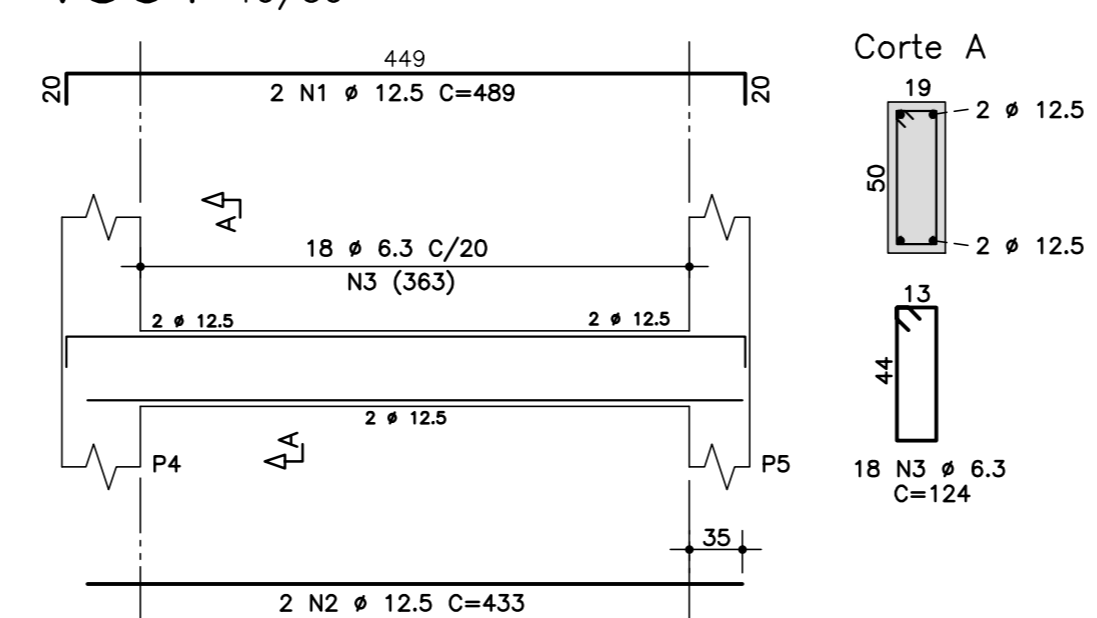 Corte A
449
20
20
2 N1 ø 12.5 C=489
19
2 ø 12.5
50
2 ø 12.5
A
18 ø 6.3 C/20
N3 (363)
2 ø 12.5
2 ø 12.5
13
44
2 ø 12.5
A
P4
P5
18 N3 ø 6.3
C=124
35
2 N2 ø 12.5 C=433